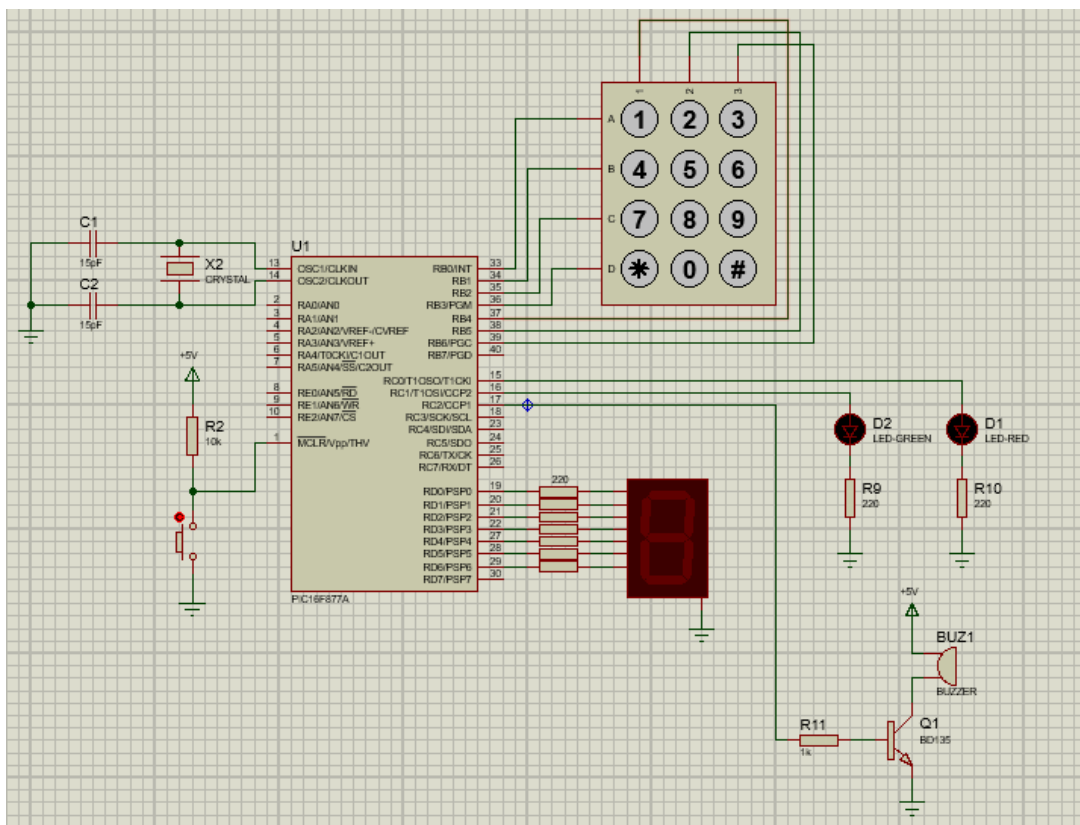 1 2 3
A 1 2 3
B 4 5 6
C 7 8 9
D * 0 #
C1
15pF
C2
15pF
X2
CRYSTAL
+5V
R2
10k
U1
13 OSC1/CLKIN
14 OSC2/CLKOUT
2 RA0/AN0
3 RA1/AN1
4 RA2/AN2/VREF-/CVREF
5 RA3/AN3/VREF+
6 RA4/T0CKI/C1OUT
7 RA5/AN4/SS/C2OUT
8 RE0/AN5/RD
9 RE1/AN6/WR
10 RE2/AN7/CS
1 MCLR/Vpp/THV
RB0/INT 33
RB1 34
RB2 35
RB3/PGM 36
RB4 37
RB5 38
RB6/PGC 39
RB7/PGD 40
RC0/T1OSO/T1CKI 15
RC1/T1OSI/CCP2 16
RC2/CCP1 17
RC3/SCK/SCL 18
RC4/SDI/SDA 23
RC5/SDO 24
RC6/TX/CK 25
RC7/RX/DT 26
RD0/PSP0 19
RD1/PSP1 20
RD2/PSP2 21
RD3/PSP3 22
RD4/PSP4 27
RD5/PSP5 28
RD6/PSP6 29
RD7/PSP7 30
PIC16F877A
220
D2
LED-GREEN
D1
LED-RED
R9
220
R10
220
+5V
BUZ1
BUZZER
R11
1k
Q1
BD135